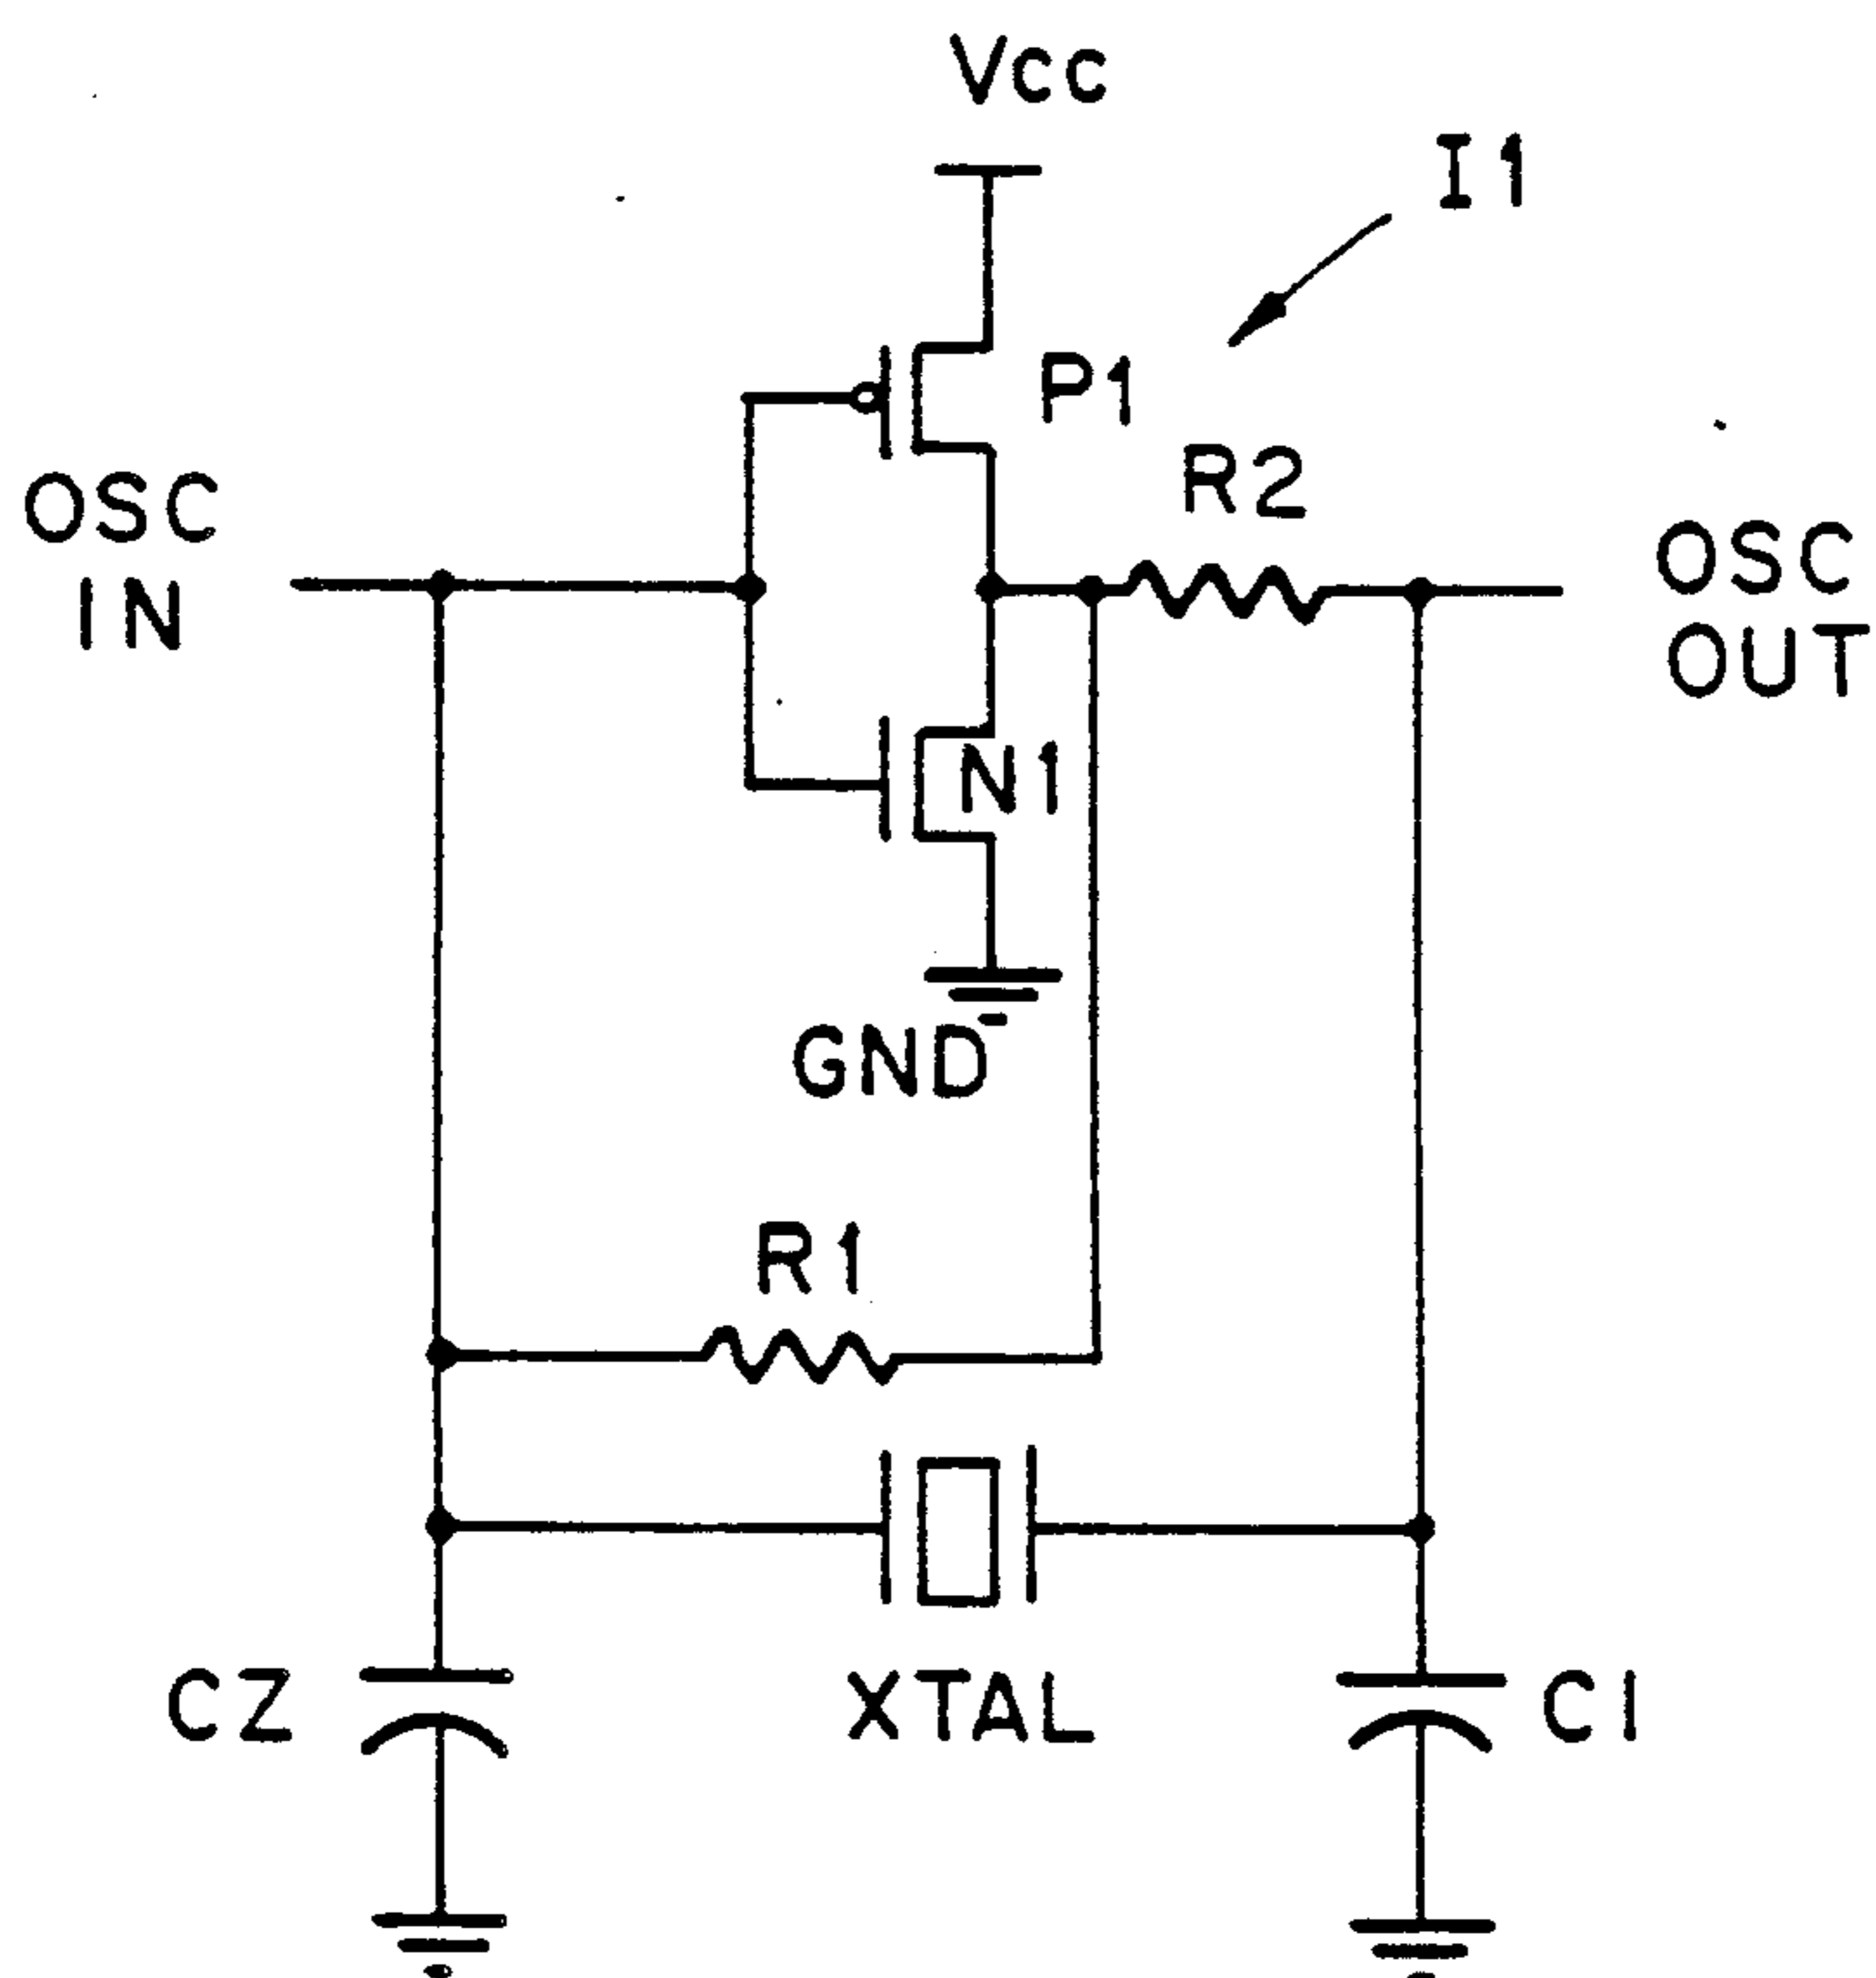 Vcc
I1
P1
R2
OSC
IN
OSC
OUT
N1
GND
R1
CZ
XTAL
C1